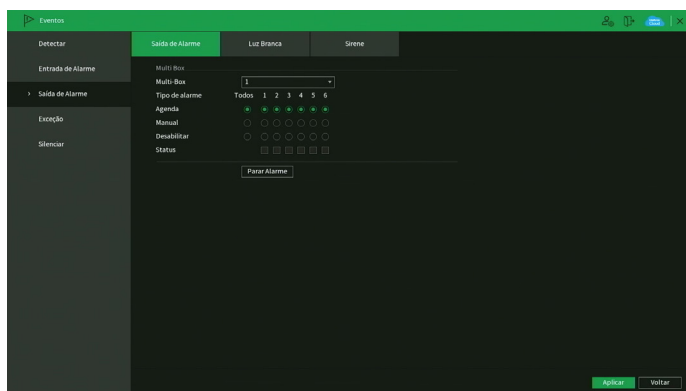 Eventos
Detectar
Entrada de Alarme
Saída de Alarme
Exceção
Silenciar
Saída de Alarme Luz Branca Sirene
Multi Box
Multi-Box 1
Tipo de alarme Todos 1 2 3 4 5 6
Agenda
Manual
Desabilitar
Status
Parar Alarme
Aplicar Voltar